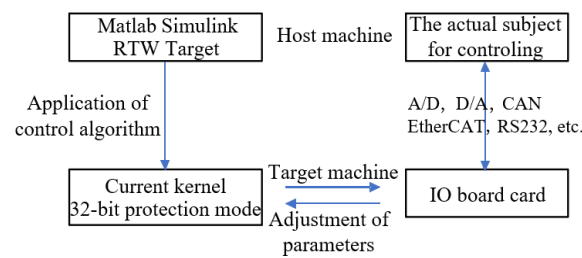 Matlab Simulink
RTW Target
Host machine
The actual subject
for controling
Application of
control algorithm
A/D, D/A, CAN
EtherCAT, RS232, etc.
Target machine
Current kernel
32-bit protection mode
IO board card
Adjustment of
parameters